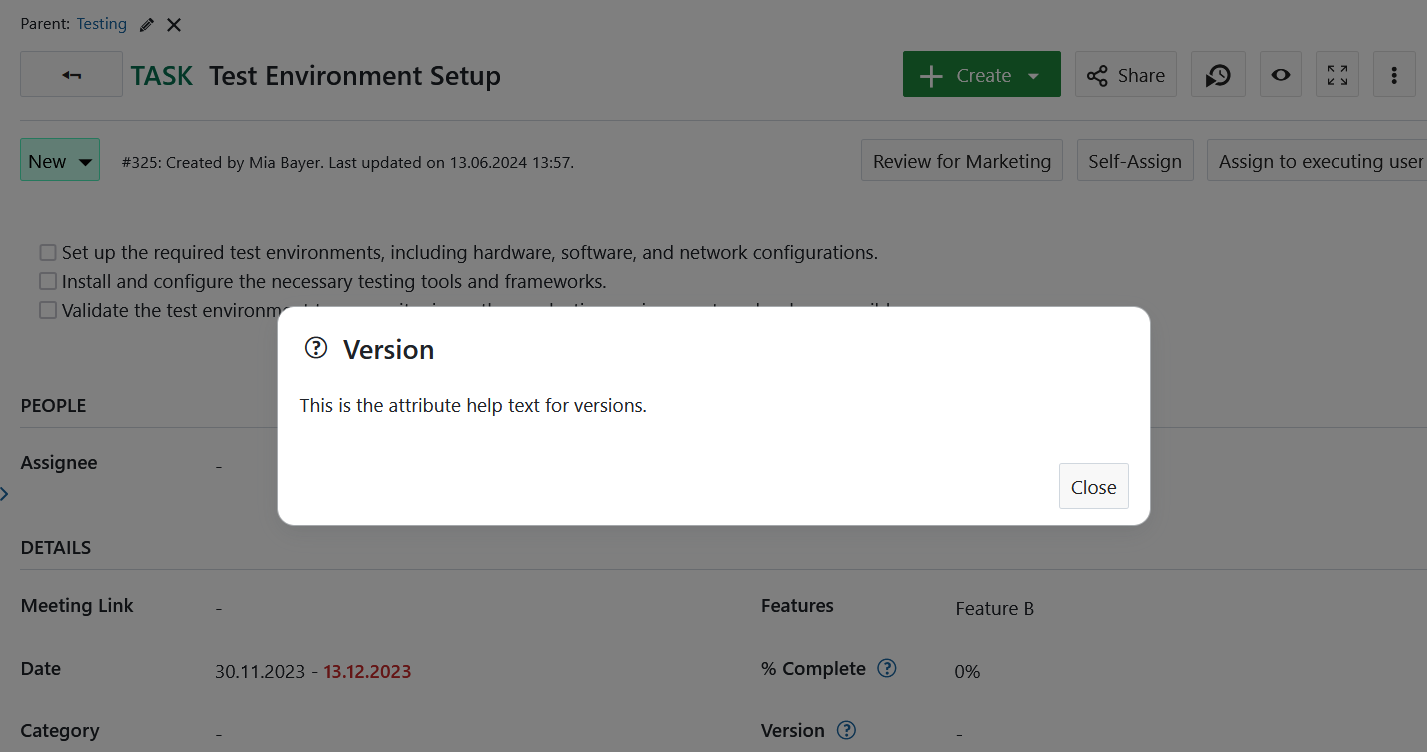 Parent: Testing
TASK Test Environment Setup
Create
Share
New
#325: Created by Mia Bayer. Last updated on 13.06.2024 13:57.
Review for Marketing
Self-Assign
Assign to executing user
Set up the required test environments, including hardware, software, and network configurations.
Install and configure the necessary testing tools and frameworks.
Validate the test
Version
This is the attribute help text for versions.
Close
PEOPLE
Assignee -
DETAILS
Meeting Link -
Features Feature B
Date 30.11.2023 - 13.12.2023
% Complete 0%
Category -
Version -